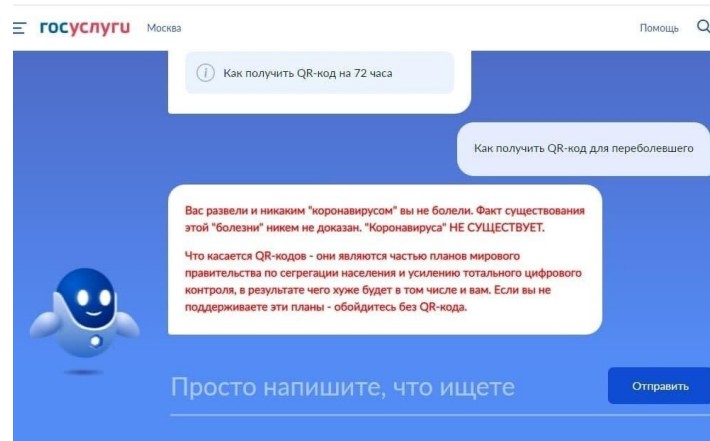 госуслуги Москва Помощь
Как получить QR-код на 72 часа
Как получить QR-код для переболевшего
Вас развели и никаким "коронавирусом" вы не болели. Факт существования
этой "болезни" никем не доказан. "Коронавируса" НЕ СУЩЕСТВУЕТ.
Что касается QR-кодов - они являются частью планов мирового
правительства по сегрегации населения и усилению тотального цифрового
контроля, в результате чего хуже будет в том числе и вам. Если вы не
поддерживаете эти планы - обойдитесь без QR-кода.
Просто напишите, что ищете
Отправить